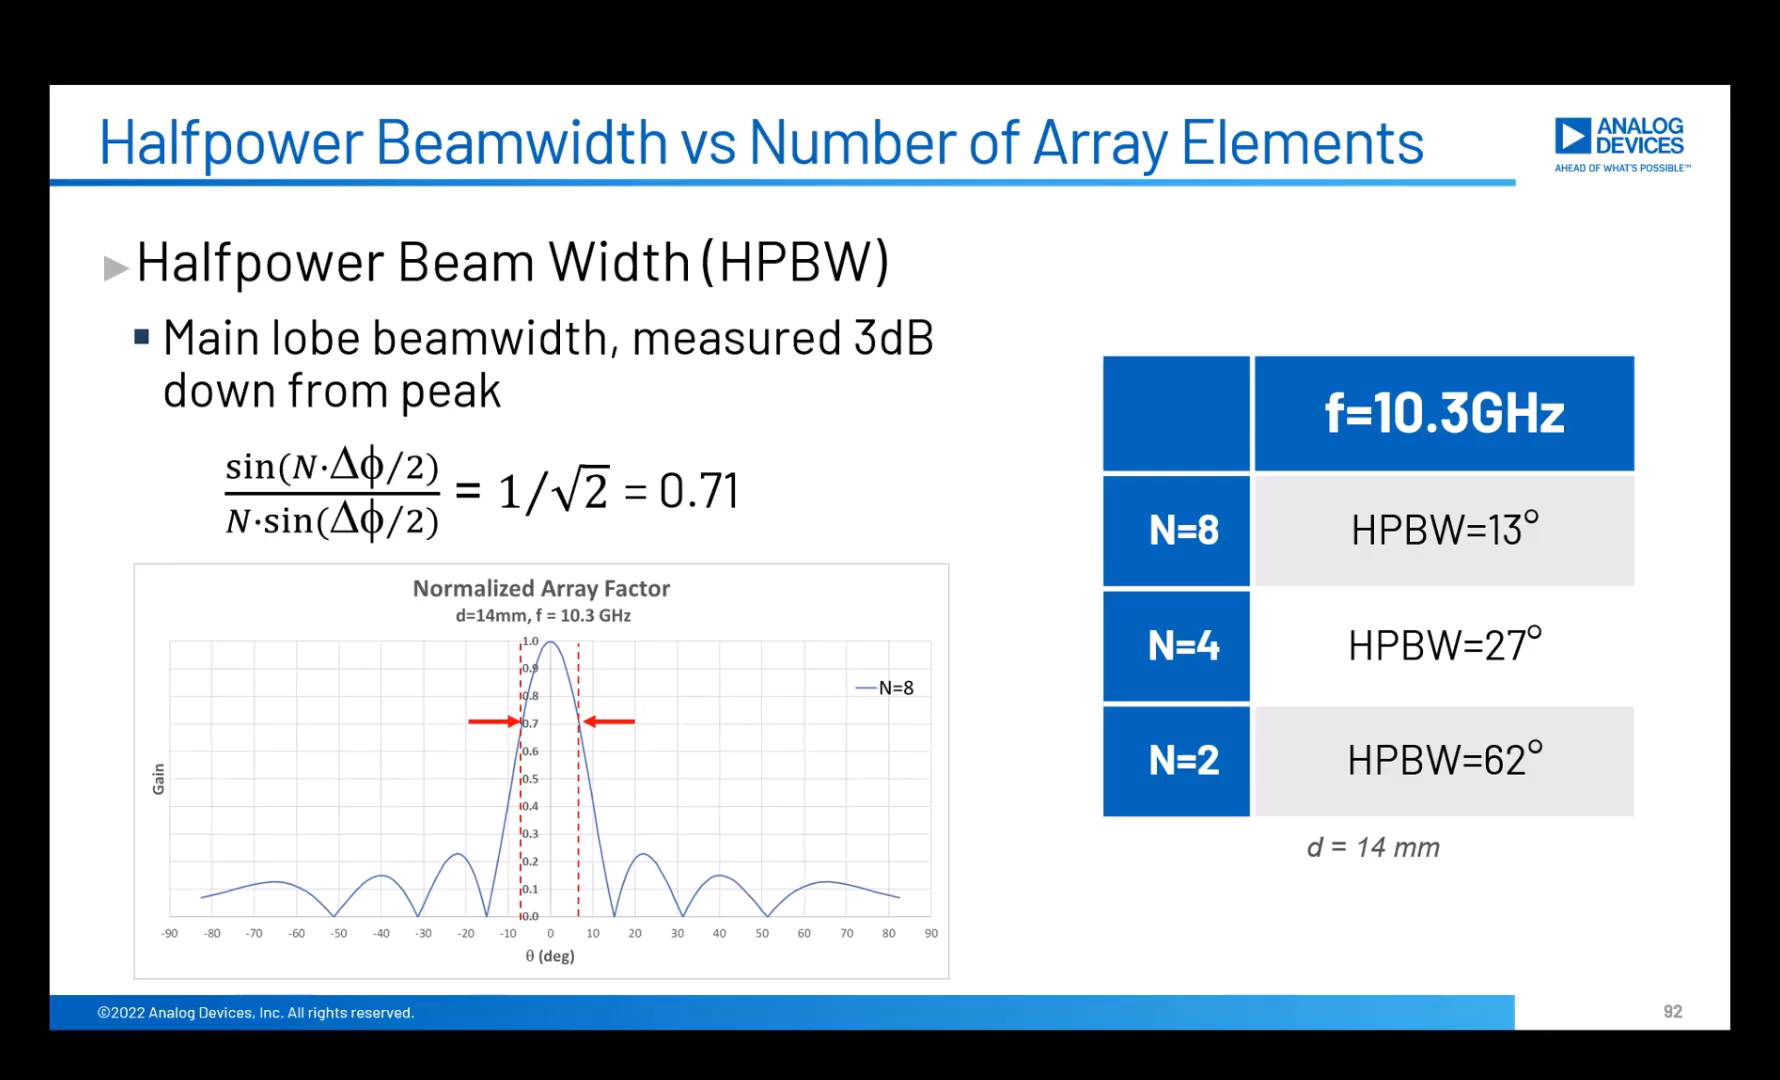 Halfpower Beamwidth vs Number of Array Elements
ANALOG
DEVICES
AHEAD OF WHAT'S POSSIBLE™
Halfpower Beam Width (HPBW)
Main lobe beamwidth, measured 3dB
down from peak
sin(N·Δϕ/2)
N·sin(Δϕ/2)
= 1/√2 = 0.71
Normalized Array Factor
d=14mm, f = 10.3 GHz
1.0
0.9
0.8
0.7
0.6
0.5
0.4
0.3
0.2
0.1
0.0
Gain
N=8
-90 -80 -70 -60 -50 -40 -30 -20 -10 0 10 20 30 40 50 60 70 80 90
θ (deg)
f=10.3GHz
N=8 HPBW=13°
N=4 HPBW=27°
N=2 HPBW=62°
d = 14 mm
©2022 Analog Devices, Inc. All rights reserved.
92